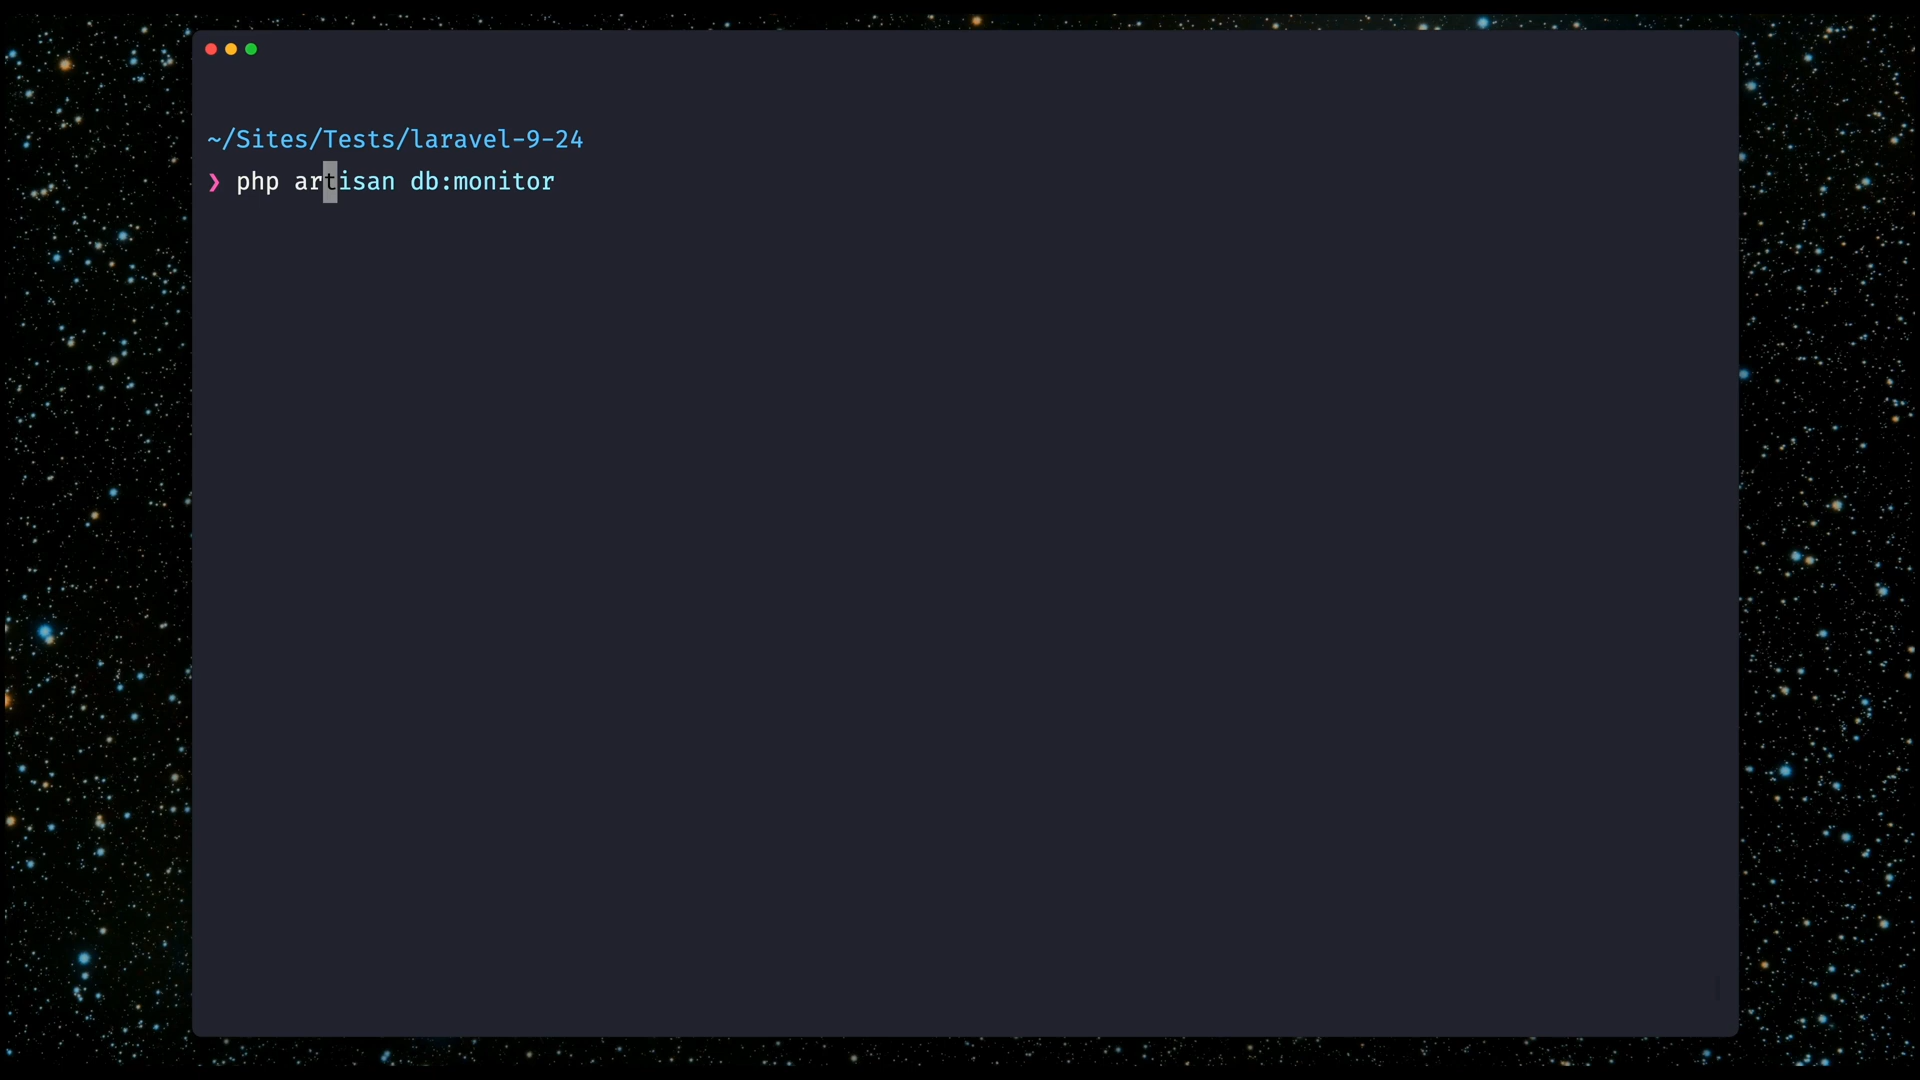 ~/Sites/Tests/laravel-9-24
❯ php artisan db:monitor